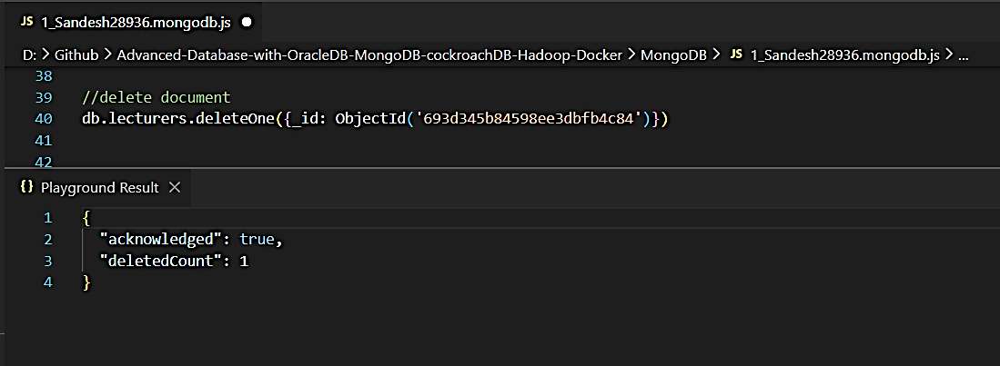 JS 1_Sandesh28936.mongodb.js ●
D: > Github > Advanced-Database-with-OracleDB-MongoDB-cockroachDB-Hadoop-Docker > MongoDB > JS 1_Sandesh28936.mongodb.js > ...
38
39 //delete document
40 db.lecturers.deleteOne({_id: ObjectId('693d345b84598ee3dbfb4c84')})
41
42
{} Playground Result ×
1 {
2 "acknowledged": true,
3 "deletedCount": 1
4 }